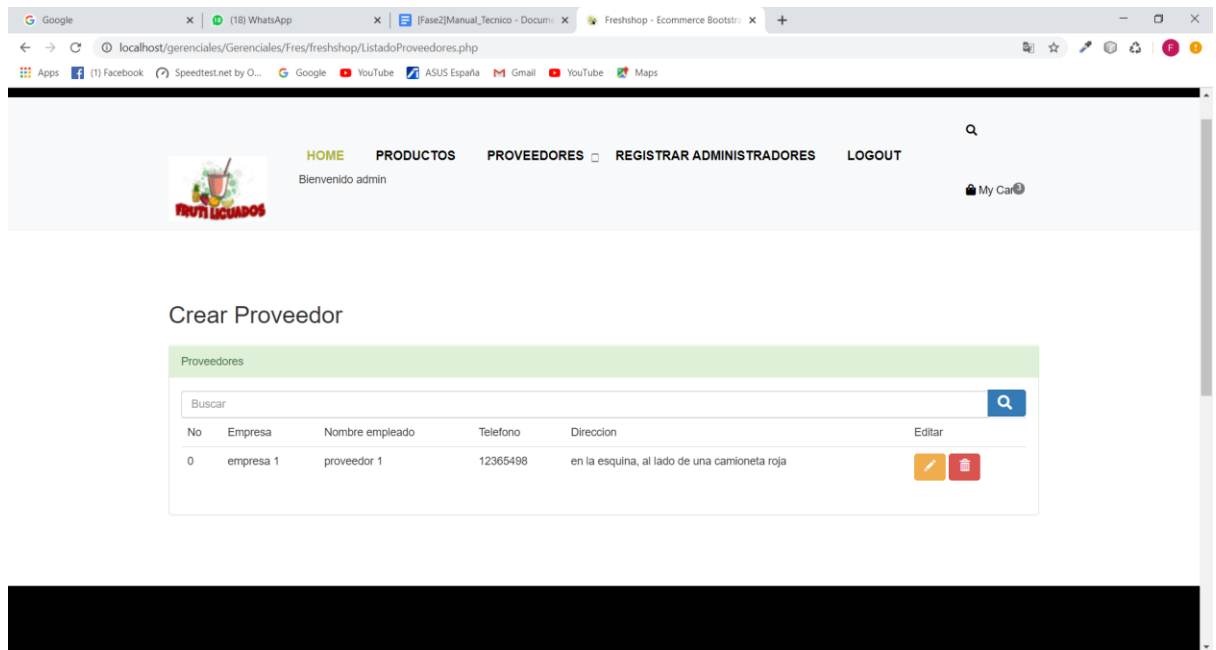 Google
(18) WhatsApp
[Fase2]Manual_Tecnico - Docume
Freshshop - Ecommerce Bootstra
localhost/gerenciales/Gerenciales/Fres/freshshop/ListadoProveedores.php
F
Apps (1) Facebook Speedtest.net by O... Google YouTube ASUS España Gmail YouTube Maps
HOME PRODUCTOS PROVEEDORES REGISTRAR ADMINISTRADORES LOGOUT
Bienvenido admin
My Car 3
FRUTI LICUADOS
Crear Proveedor
Proveedores
Buscar
No Empresa Nombre empleado Telefono Direccion Editar
0 empresa 1 proveedor 1 12365498 en la esquina, al lado de una camioneta roja